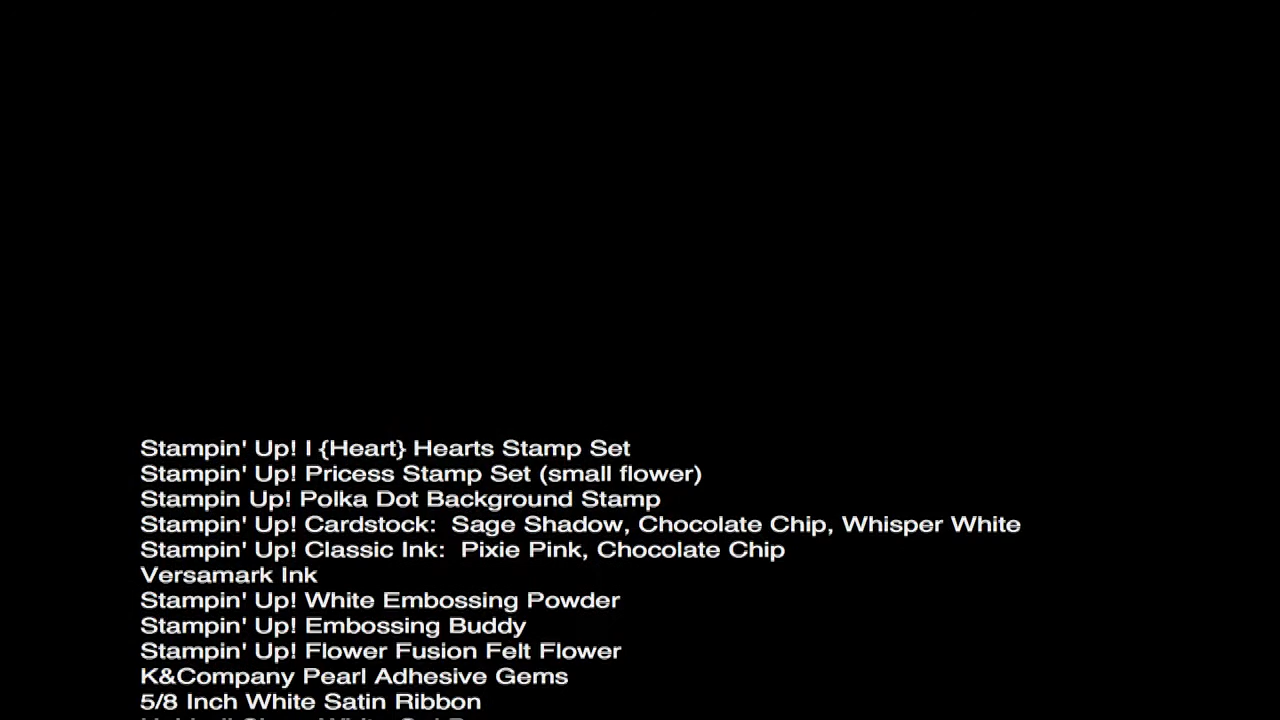 Stampin' Up! I {Heart} Hearts Stamp Set
Stampin' Up! Pricess Stamp Set (small flower)
Stampin Up! Polka Dot Background Stamp
Stampin' Up! Cardstock:  Sage Shadow, Chocolate Chip, Whisper White
Stampin' Up! Classic Ink:  Pixie Pink, Chocolate Chip
Versamark Ink
Stampin' Up! White Embossing Powder
Stampin' Up! Embossing Buddy
Stampin' Up! Flower Fusion Felt Flower
K&Company Pearl Adhesive Gems
5/8 Inch White Satin Ribbon